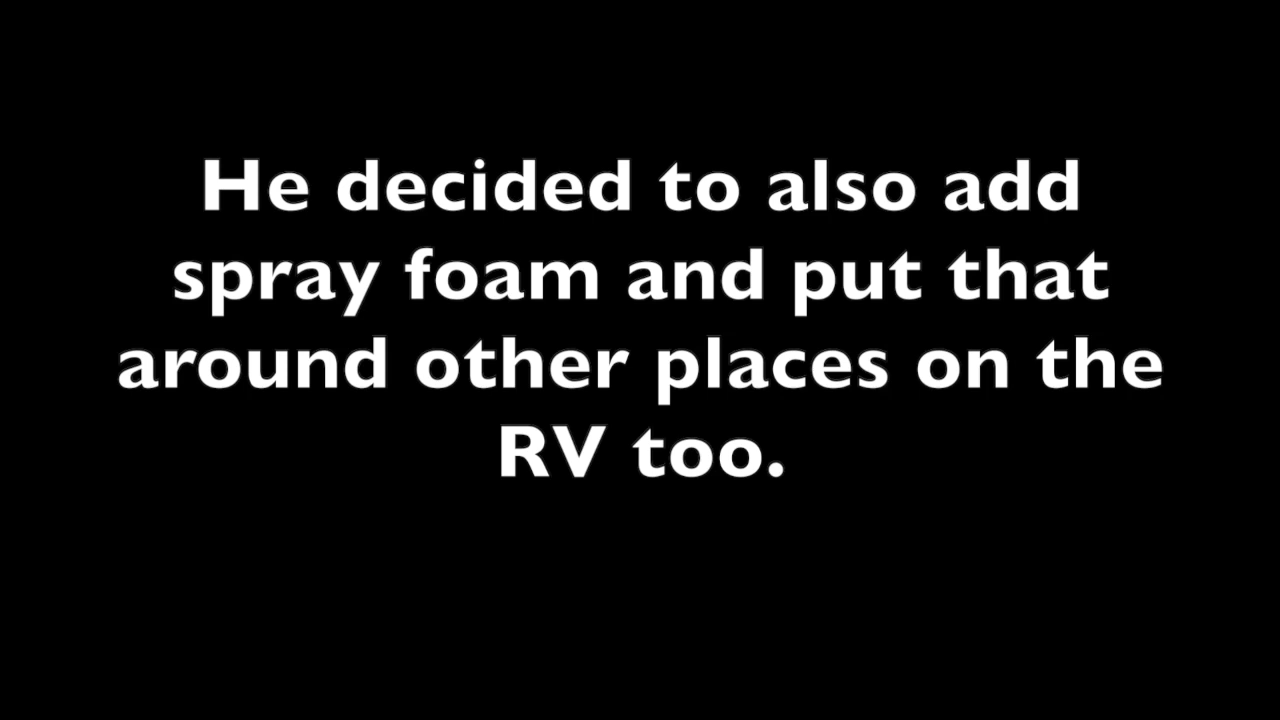 He decided to also add
spray foam and put that
around other places on the
RV too.